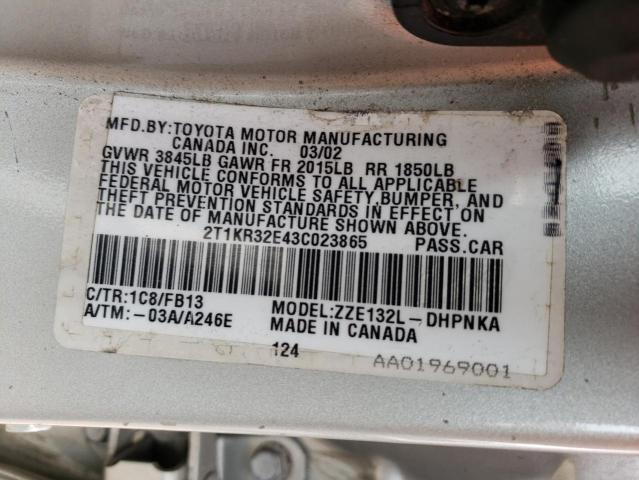 MFD.BY:TOYOTA MOTOR MANUFACTURING
CANADA INC. 03/02
GVWR 3845LB GAWR FR 2015LB RR 1850LB
THIS VEHICLE CONFORMS TO ALL APPLICABLE
FEDERAL MOTOR VEHICLE SAFETY,BUMPER, AND
THEFT PREVENTION STANDARDS IN EFFECT ON
THE DATE OF MANUFACTURE SHOWN ABOVE.
2T1KR32E43C023865 PASS.CAR
C/TR:1C8/FB13 MODEL:ZZE132L-DHPNKA
A/TM:-03A/A246E MADE IN CANADA
124
AA01969001